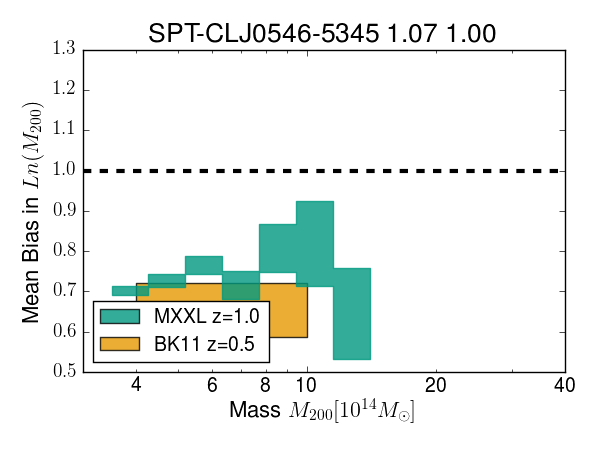 SPT-CLJ0546-5345 1.07 1.00
1.3
1.2
1.1
1.0
0.9
0.8
0.7
0.6
0.5
Mean Bias in Ln(M200)
MXXL z=1.0
BK11 z=0.5
4 6 8 10 20 40
Mass M200[10^14 M⊙]